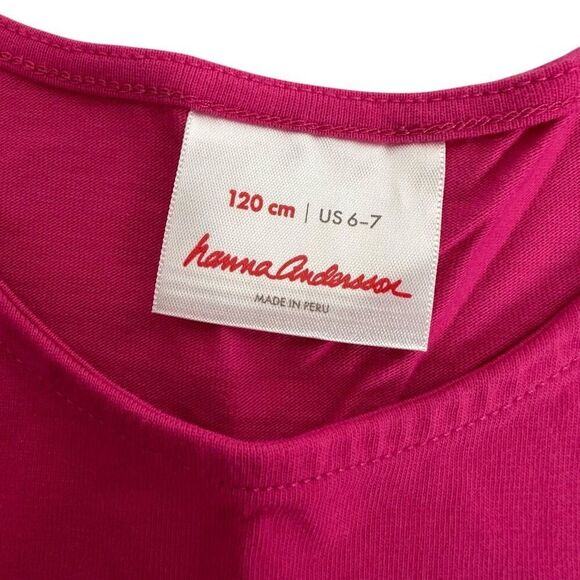 120 cm | US 6–7
hanna andersson
MADE IN PERU